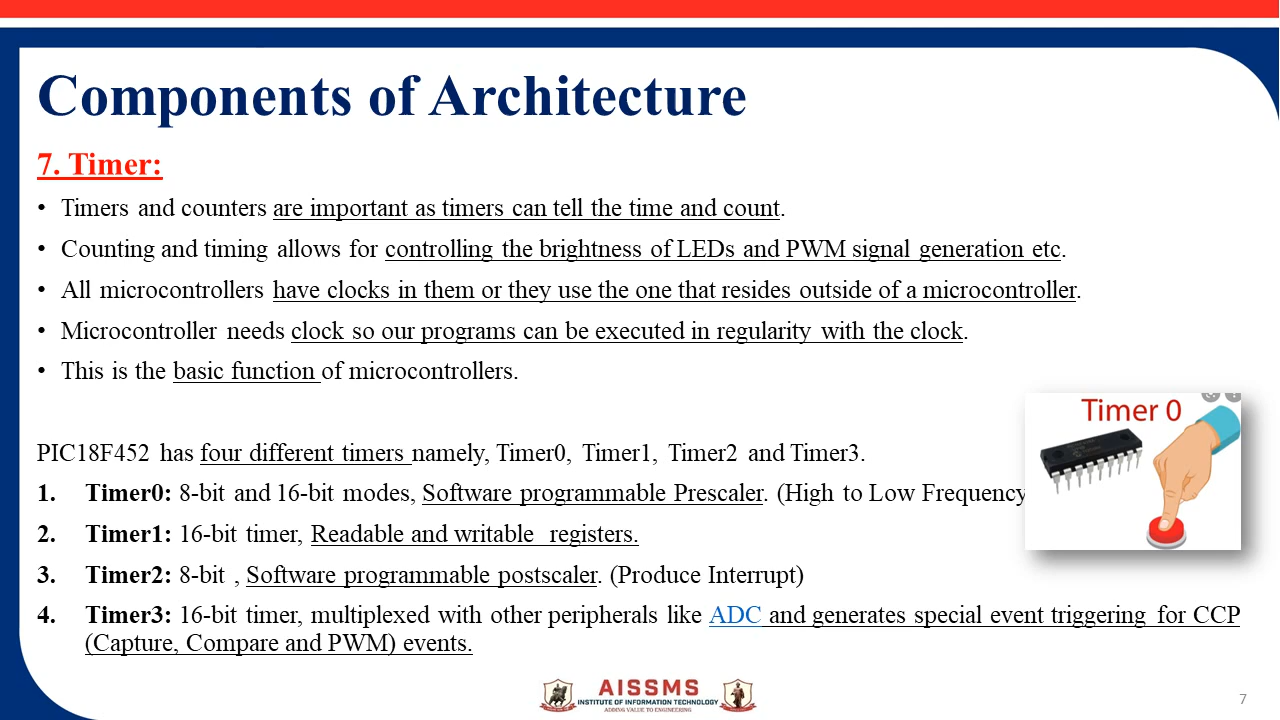 Components of Architecture
7. Timer:
• Timers and counters are important as timers can tell the time and count.
• Counting and timing allows for controlling the brightness of LEDs and PWM signal generation etc.
• All microcontrollers have clocks in them or they use the one that resides outside of a microcontroller.
• Microcontroller needs clock so our programs can be executed in regularity with the clock.
• This is the basic function of microcontrollers.
Timer 0
PIC18F452 has four different timers namely, Timer0, Timer1, Timer2 and Timer3.
1. Timer0: 8-bit and 16-bit modes, Software programmable Prescaler. (High to Low Frequency
2. Timer1: 16-bit timer, Readable and writable registers.
3. Timer2: 8-bit , Software programmable postscaler. (Produce Interrupt)
4. Timer3: 16-bit timer, multiplexed with other peripherals like ADC and generates special event triggering for CCP
(Capture, Compare and PWM) events.
AISSMS
INSTITUTE OF INFORMATION TECHNOLOGY
ADDING VALUE TO ENGINEERING
7